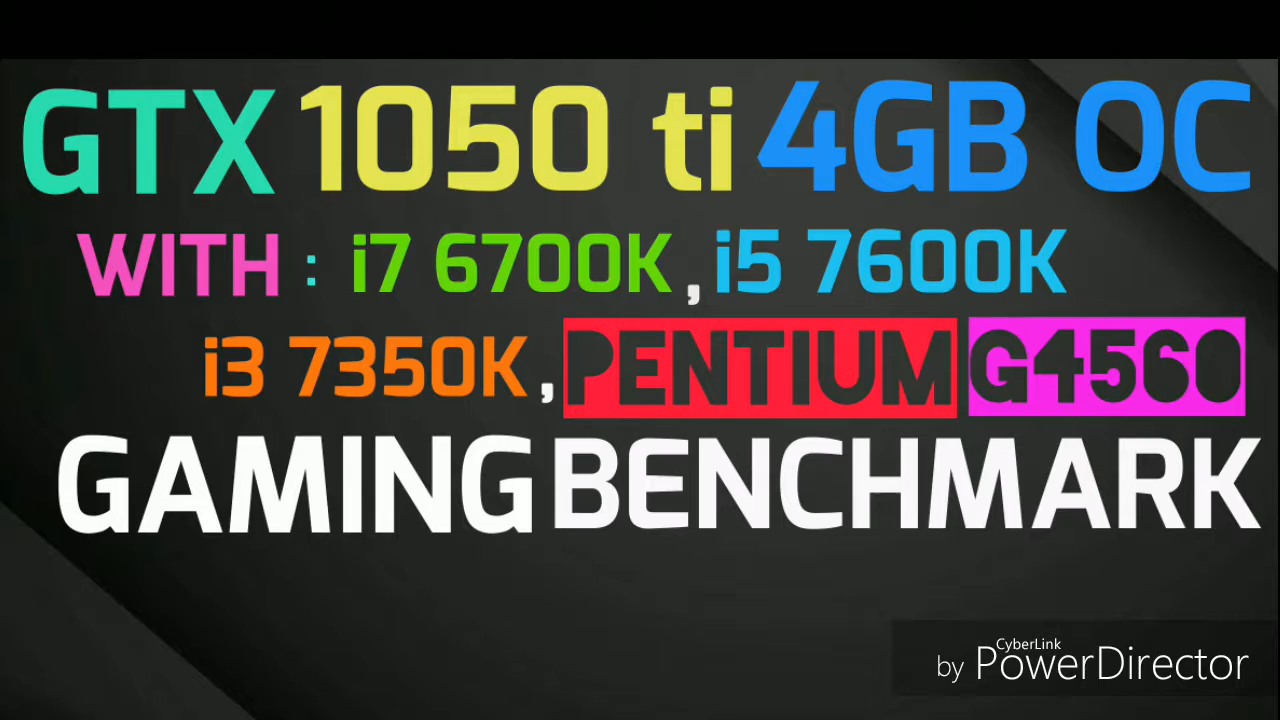 GTX 1050 ti 4GB OC
WITH : i7 6700K , i5 7600K
i3 7350K , PENTIUM G4560
GAMING BENCHMARK
CyberLink
by PowerDirector